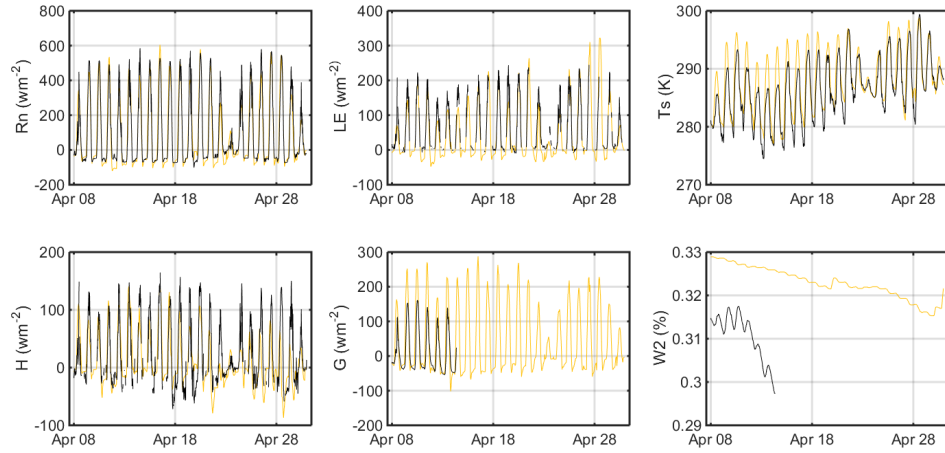 800
600
400
200
0
-200
Rn (wm⁻²)
Apr 08 Apr 18 Apr 28
400
300
200
100
0
-100
LE (wm⁻²)
Apr 08 Apr 18 Apr 28
300
290
280
270
Ts (K)
Apr 08 Apr 18 Apr 28
200
100
0
-100
H (wm⁻²)
Apr 08 Apr 18 Apr 28
300
200
100
0
-100
-200
G (wm⁻²)
Apr 08 Apr 18 Apr 28
0.33
0.32
0.31
0.3
0.29
W2 (%)
Apr 08 Apr 18 Apr 28